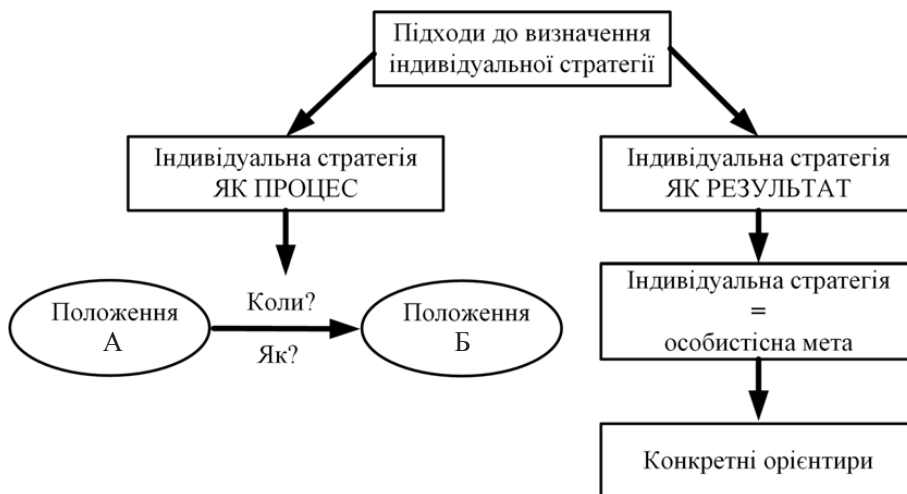 Підходи до визначення
індивідуальної стратегії
Індивідуальна стратегія
ЯК ПРОЦЕС
Індивідуальна стратегія
ЯК РЕЗУЛЬТАТ
Положення
А
Коли?
Як?
Положення
Б
Індивідуальна стратегія
=
особистісна мета
Конкретні орієнтири